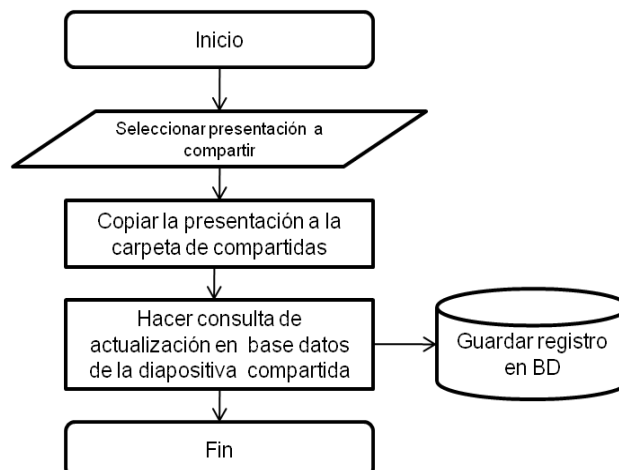 Inicio
Seleccionar presentación a
compartir
Copiar la presentación a la
carpeta de compartidas
Hacer consulta de
actualización en base datos
de la diapositiva compartida
Guardar registro
en BD
Fin